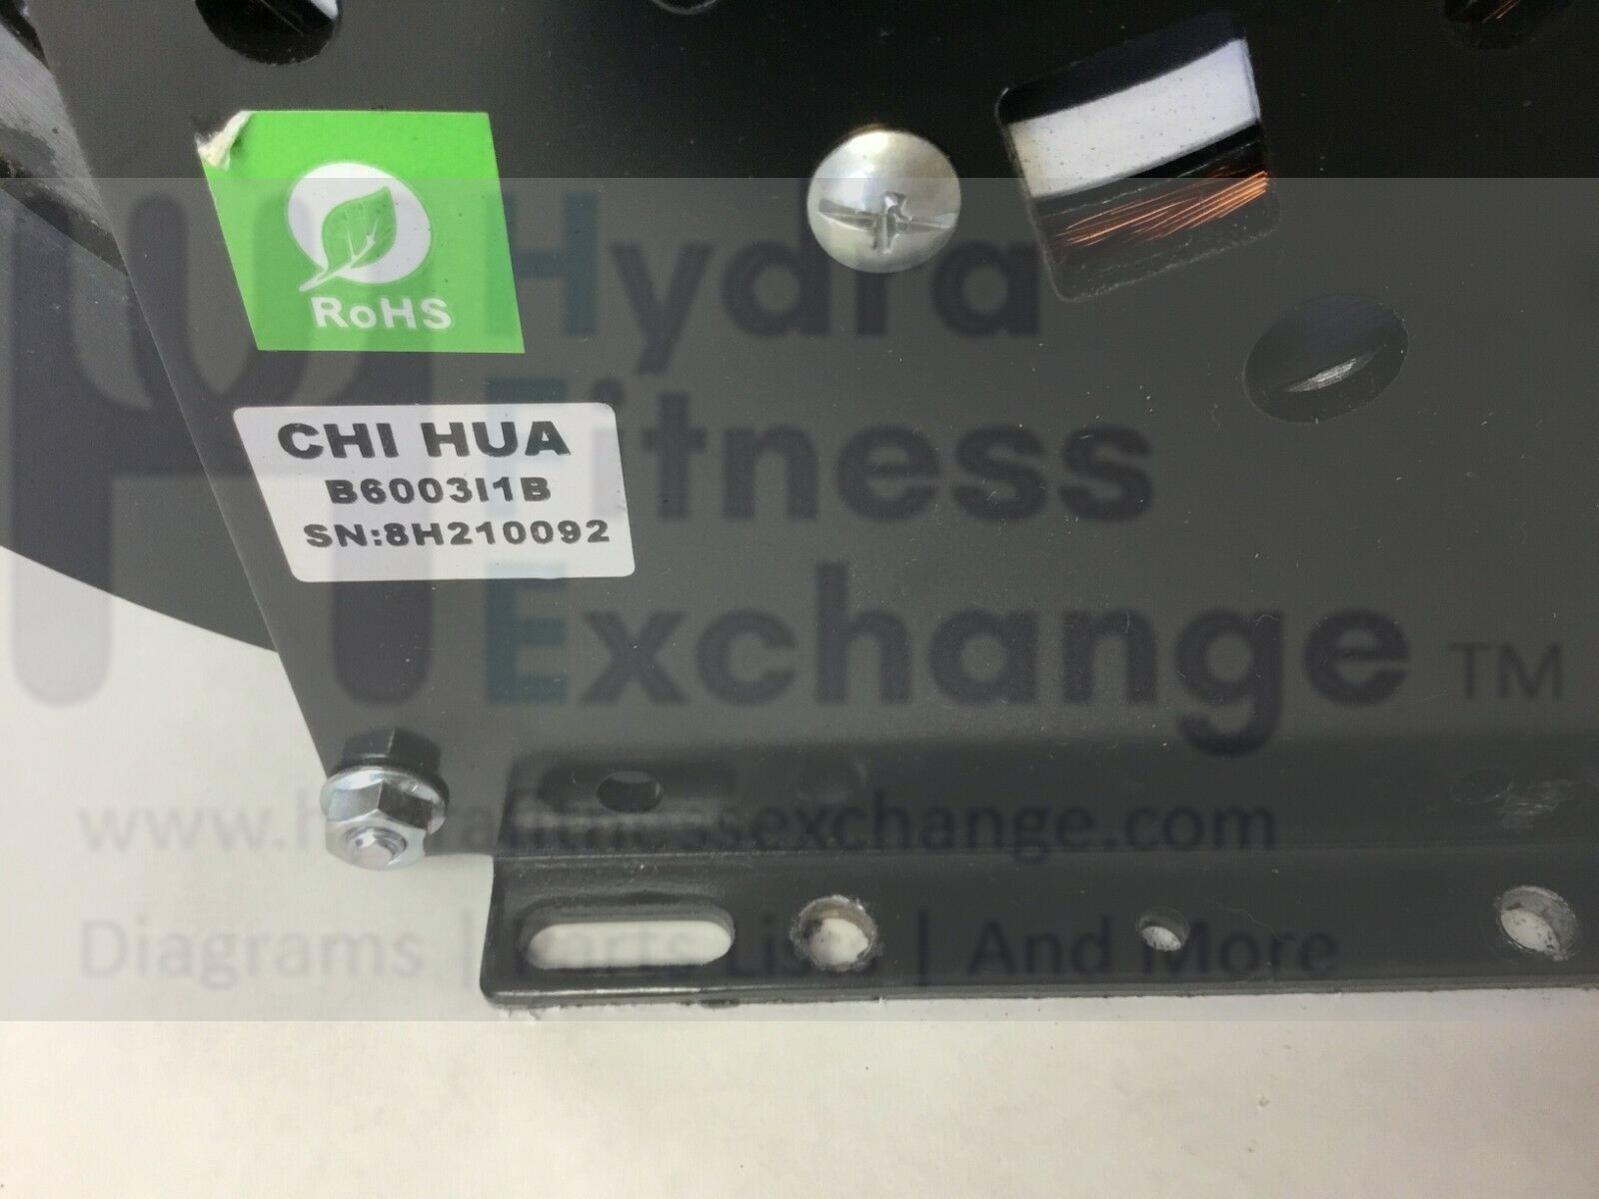 RoHS
CHI HUA
B6003I1B
SN:8H210092
Hydra
Fitness
Exchange TM
www.hydrafitnessexchange.com
Diagrams | Parts Lists | And More